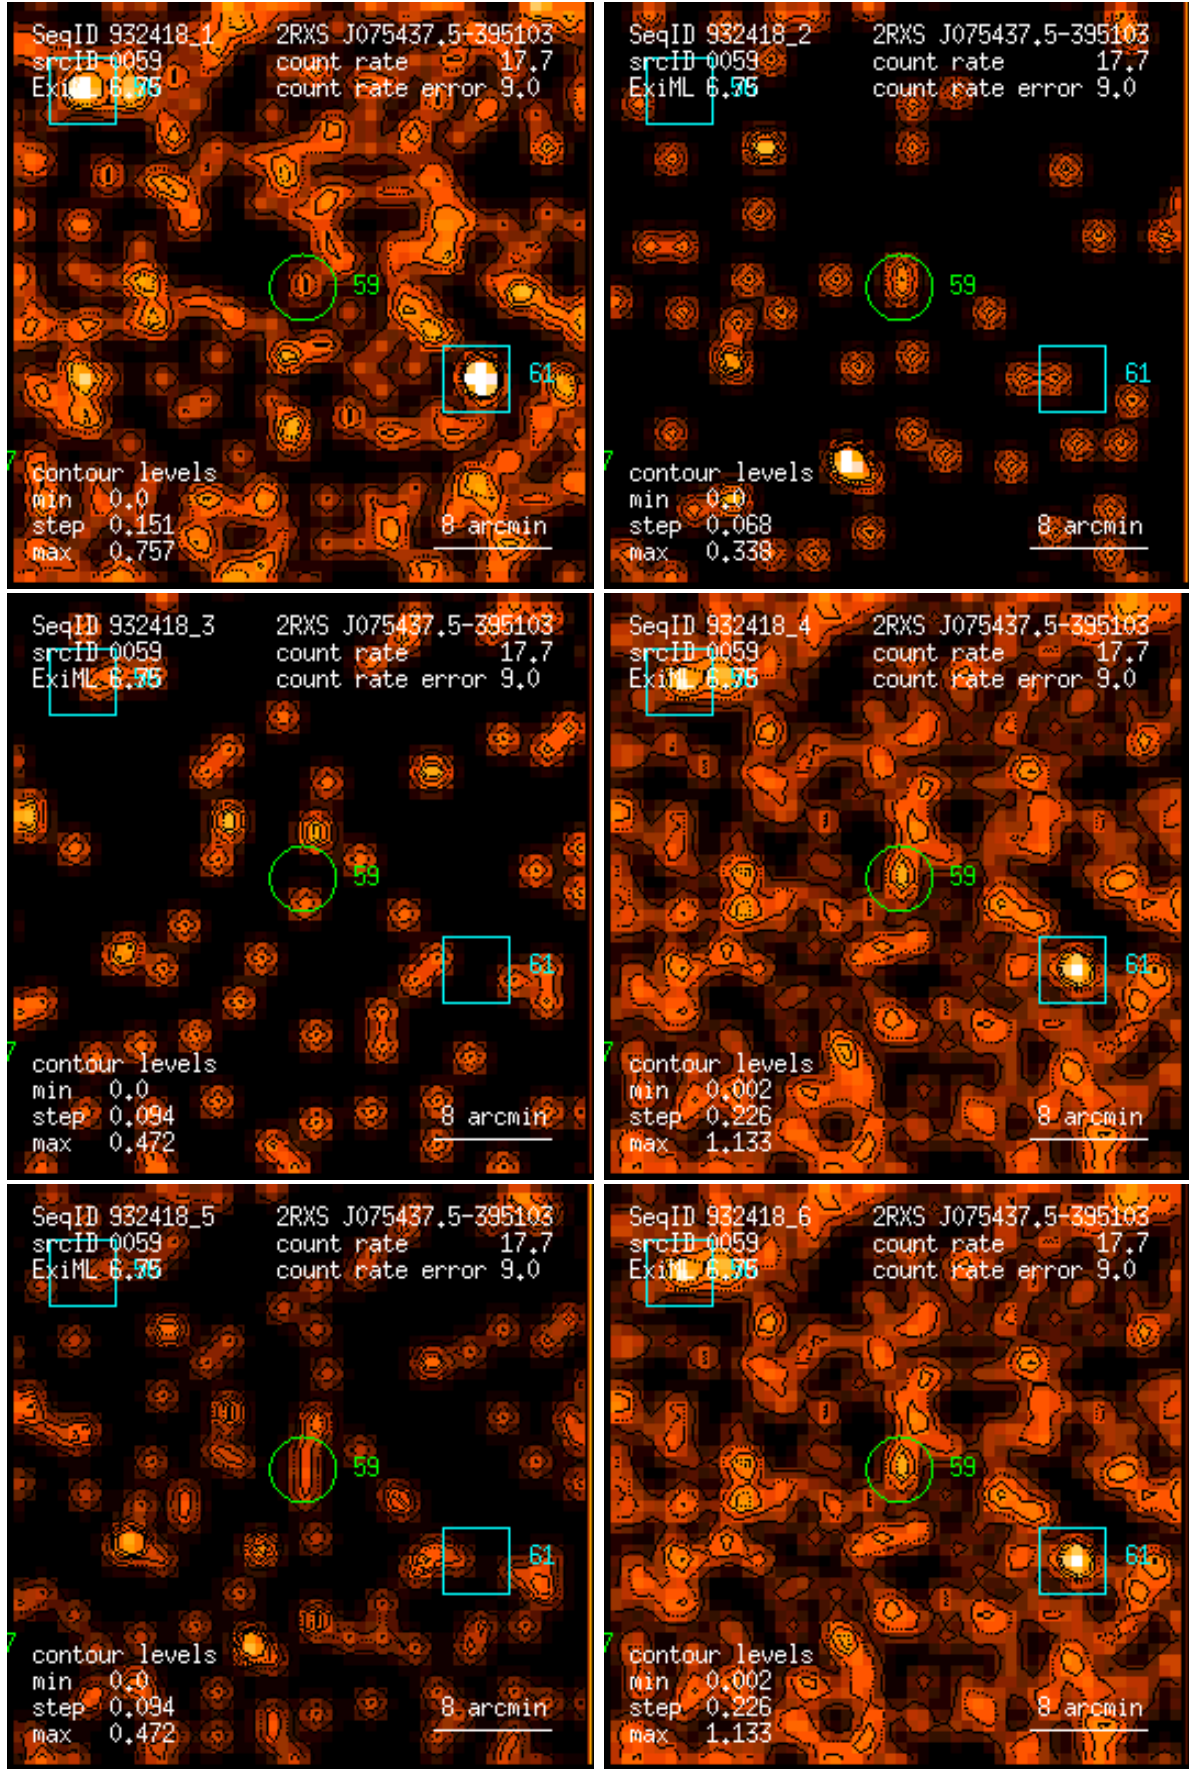 SeqID 932418_1 2RXS J075437.5-395103
srcID 0059 count rate 17.7
ExiML 6.75 count rate error 9.0
59
61
7
contour levels
min 0.0
step 0.151 8 arcmin
max 0.757
SeqID 932418_2 2RXS J075437.5-395103
srcID 0059 count rate 17.7
ExiML 6.75 count rate error 9.0
59
61
7
contour levels
min 0.0
step 0.068 8 arcmin
max 0.338
SeqID 932418_3 2RXS J075437.5-395103
srcID 0059 count rate 17.7
ExiML 6.75 count rate error 9.0
59
61
7
contour levels
min 0.0
step 0.094 8 arcmin
max 0.472
SeqID 932418_4 2RXS J075437.5-395103
srcID 0059 count rate 17.7
ExiML 6.75 count rate error 9.0
59
61
7
contour levels
min 0.002
step 0.226 8 arcmin
max 1.133
SeqID 932418_5 2RXS J075437.5-395103
srcID 0059 count rate 17.7
ExiML 6.75 count rate error 9.0
59
61
7
contour levels
min 0.0
step 0.094 8 arcmin
max 0.472
SeqID 932418_6 2RXS J075437.5-395103
srcID 0059 count rate 17.7
ExiML 6.75 count rate error 9.0
59
61
7
contour levels
min 0.002
step 0.226 8 arcmin
max 1.133